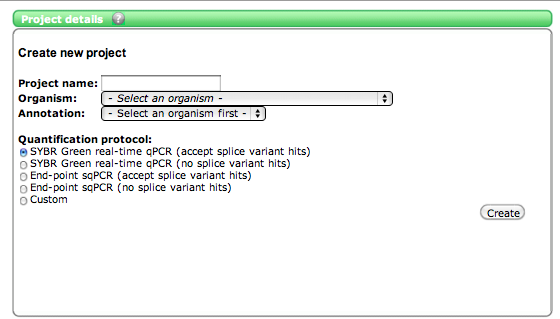 Project details ?
Create new project
Project name:
Organism: - Select an organism -
Annotation: - Select an organism first -
Quantification protocol:
SYBR Green real-time qPCR (accept splice variant hits)
SYBR Green real-time qPCR (no splice variant hits)
End-point sqPCR (accept splice variant hits)
End-point sqPCR (no splice variant hits)
Custom
Create